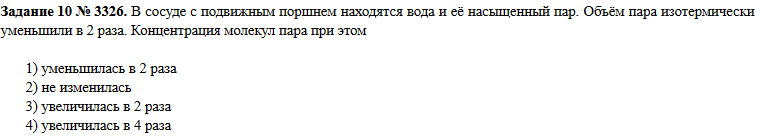 Задание 10 № 3326. В сосуде с подвижным поршнем находятся вода и её насыщенный пар. Объём пара изотермически
уменьшили в 2 раза. Концентрация молекул пара при этом
1) уменьшилась в 2 раза
2) не изменилась
3) увеличилась в 2 раза
4) увеличилась в 4 раза